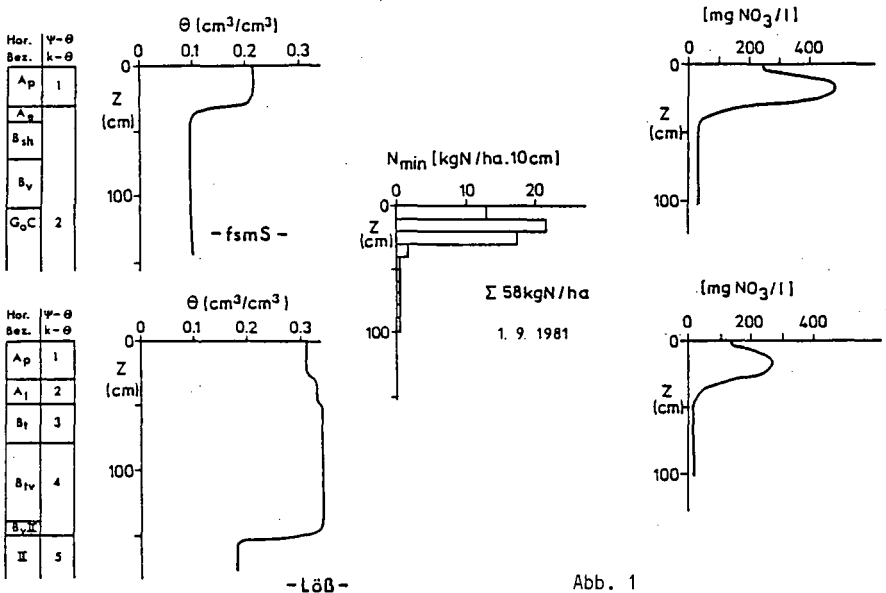 θ (cm³/cm³)
0 0.1 0.2 0.3
Hor. Bez.
Ψ-θ k-θ
Ap 1
Ae
Bsh
Bv
GoC 2
0
Z (cm)
100
- fsmS -
Nmin [kgN/ha.10cm]
0 10 20
0
Z (cm)
100
Σ 58kgN/ha
1. 9. 1981
[mg NO3/l]
0 200 400
0
Z (cm)
100
θ (cm³/cm³)
0 0.1 0.2 0.3
Hor. Bez.
Ψ-θ k-θ
Ap 1
Al 2
Bt 3
Btv 4
BvII
II 5
0
Z (cm)
100
- Löß -
[mg NO3/l]
0 200 400
0
Z (cm)
100
Abb. 1